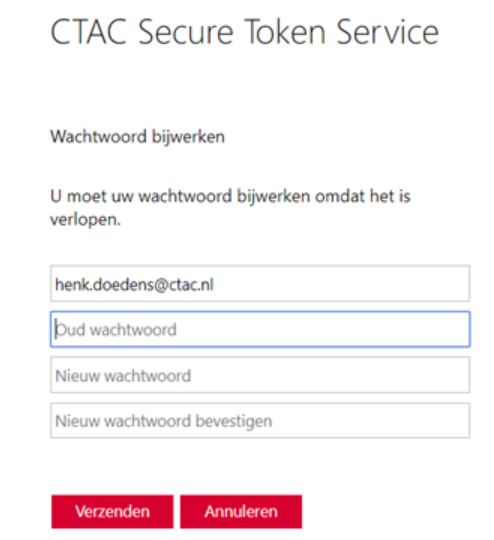 CTAC Secure Token Service
Wachtwoord bijwerken
U moet uw wachtwoord bijwerken omdat het is
verlopen.
henk.doedens@ctac.nl
Oud wachtwoord
Nieuw wachtwoord
Nieuw wachtwoord bevestigen
Verzenden Annuleren